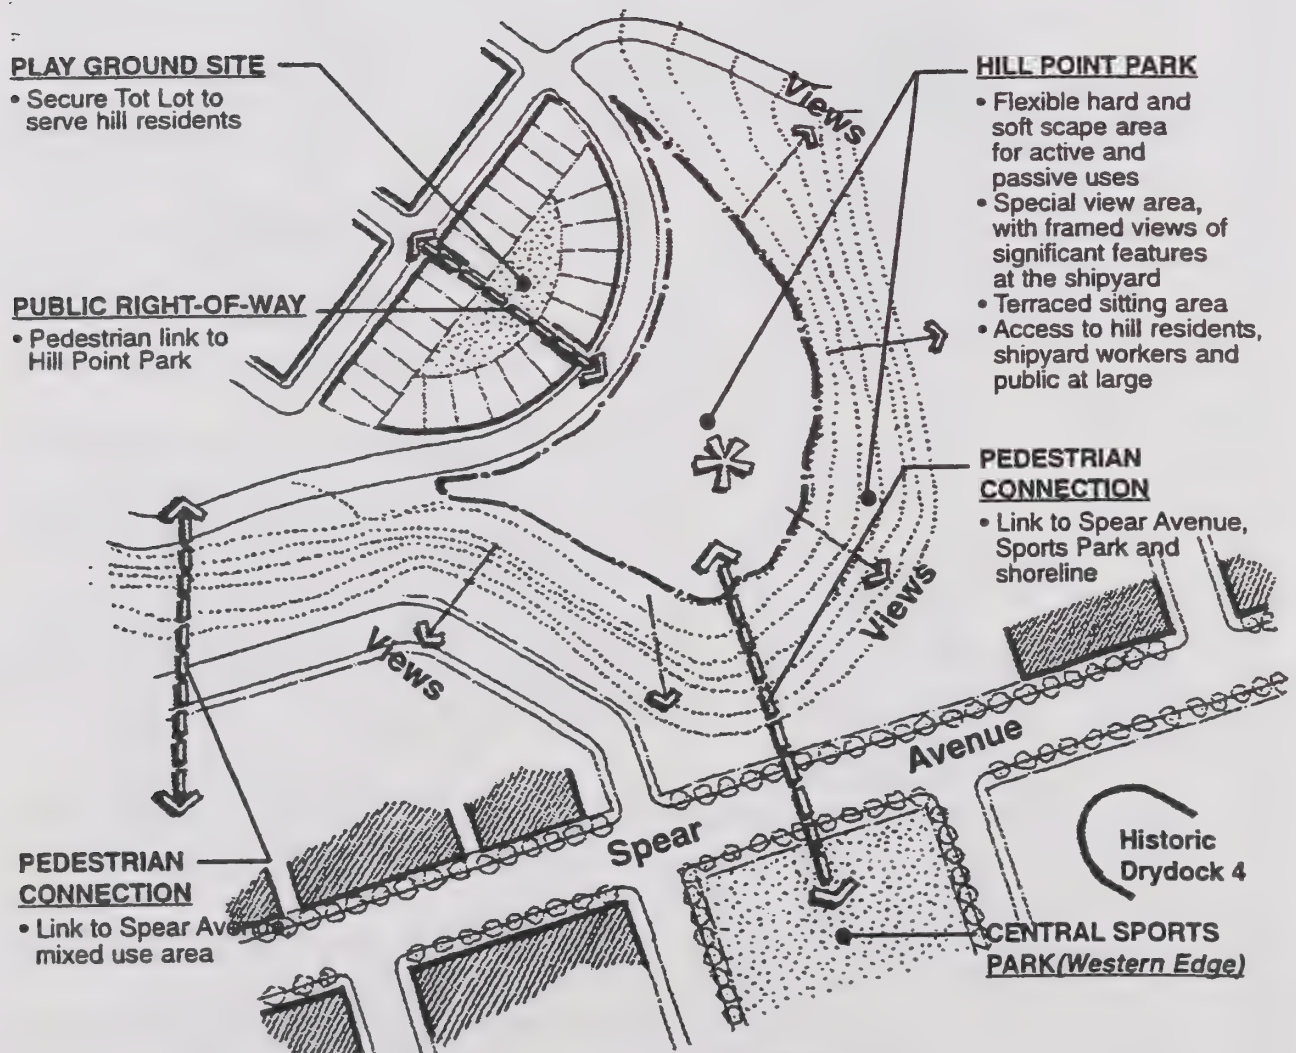 PLAY GROUND SITE
• Secure Tot Lot to
serve hill residents
PUBLIC RIGHT-OF-WAY
• Pedestrian link to
Hill Point Park
HILL POINT PARK
• Flexible hard and
soft scape area
for active and
passive uses
• Special view area,
with framed views of
significant features
at the shipyard
• Terraced sitting area
• Access to hill residents,
shipyard workers and
public at large
PEDESTRIAN
CONNECTION
• Link to Spear Avenue,
Sports Park and
shoreline
Views
Views
Views
Spear Avenue
Historic
Drydock 4
PEDESTRIAN
CONNECTION
• Link to Spear Avenue
mixed use area
CENTRAL SPORTS
PARK(Western Edge)